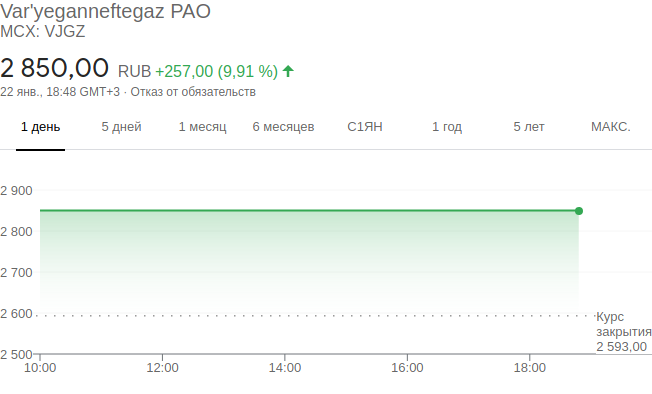 Var'yeganneftegaz PAO
MCX: VJGZ
2 850,00 RUB +257,00 (9,91 %)
22 янв., 18:48 GMT+3 · Отказ от обязательств
1 день 5 дней 1 месяц 6 месяцев С1ЯН 1 год 5 лет МАКС.
2 900
2 800
2 700
2 600
Курс
закрытия
2 593,00
2 500
10:00 12:00 14:00 16:00 18:00